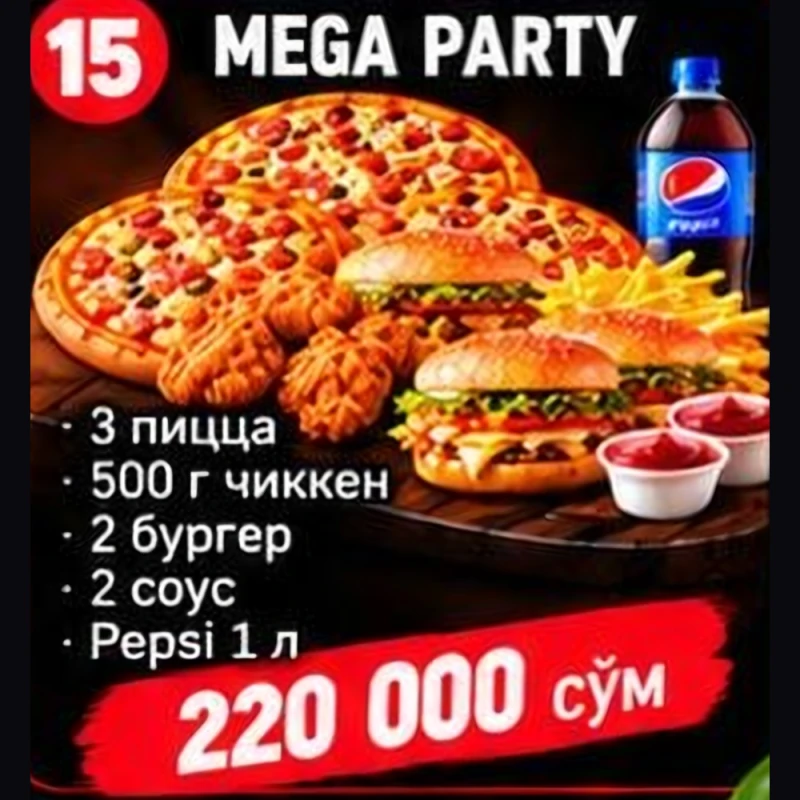 15
MEGA PARTY
· 3 пицца
· 500 г чиккен
· 2 бургер
· 2 соус
· Pepsi 1 л
220 000 сўм